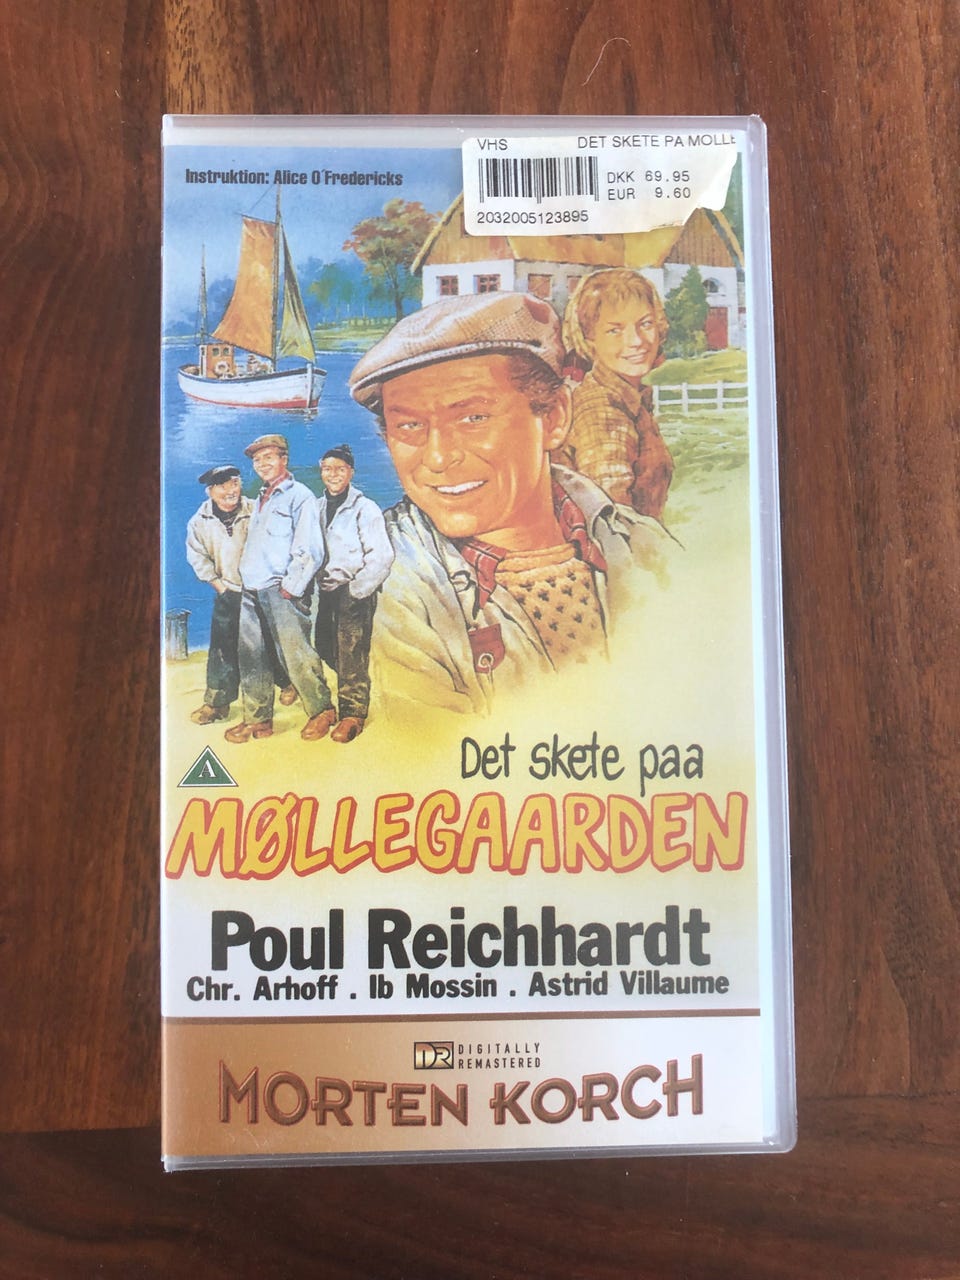 VHS DET SKETE PA MOLLE
DKK 69.95
EUR 9.60
2032005123895
Instruktion: Alice O´Fredericks
A
Det skete paa
MØLLEGAARDEN
Poul Reichhardt
Chr. Arhoff . Ib Mossin . Astrid Villaume
DR DIGITALLY
REMASTERED
MORTEN KORCH